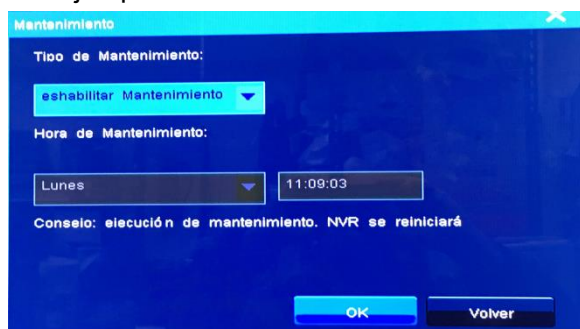 Mantenimiento
Tipo de Mantenimiento:
eshabilitar Mantenimiento
Hora de Mantenimiento:
Lunes 11:09:03
Consejo: ejecución de mantenimiento. NVR se reiniciará
OK Volver